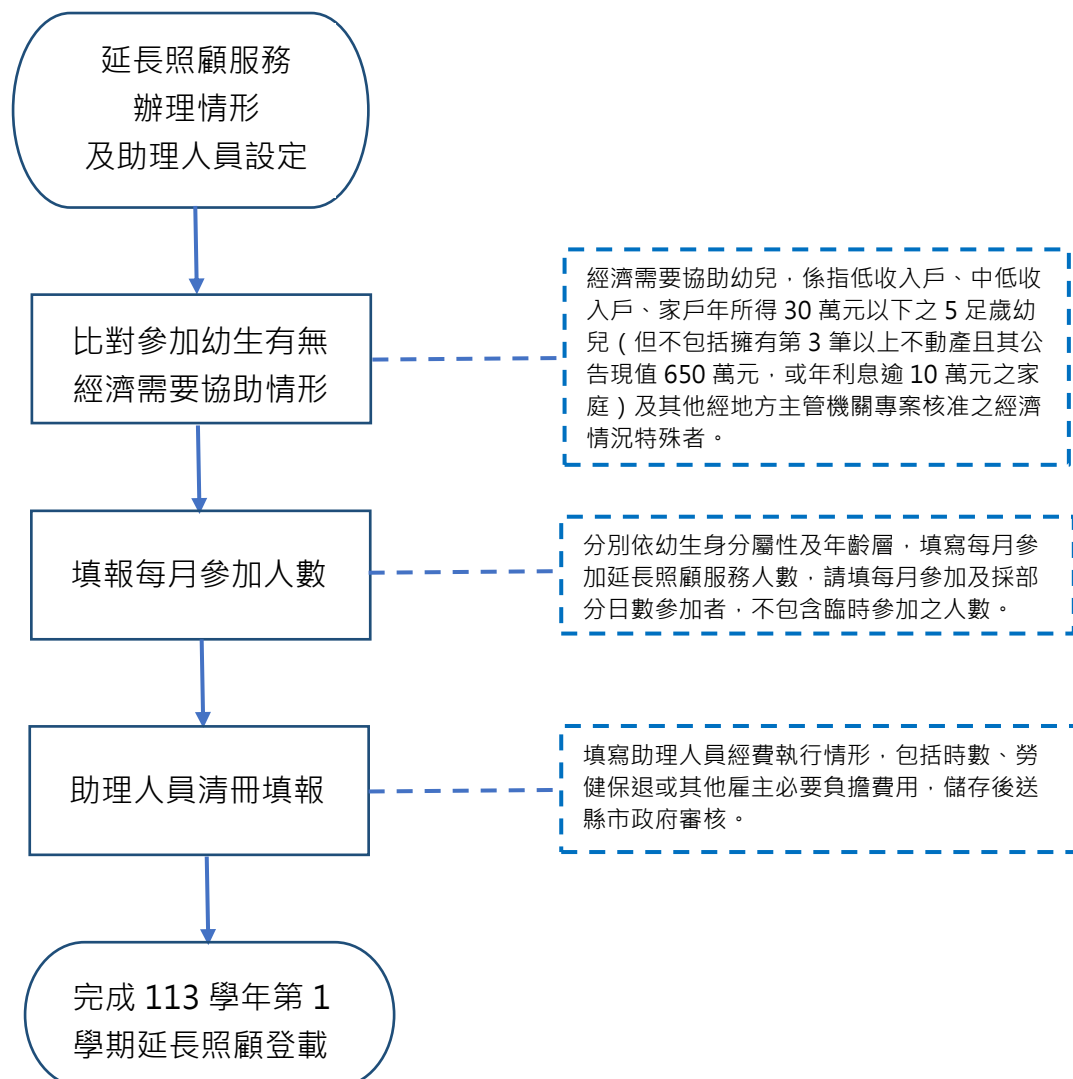 延長照顧服務
辦理情形
及助理人員設定
比對參加幼生有無
經濟需要協助情形
經濟需要協助幼兒，係指低收入戶、中低收
入戶、家戶年所得 30 萬元以下之 5 足歲幼
兒（但不包括擁有第 3 筆以上不動產且其公
告現值 650 萬元，或年利息逾 10 萬元之家
庭）及其他經地方主管機關專案核准之經濟
情況特殊者。
填報每月參加人數
分別依幼生身分屬性及年齡層，填寫每月參
加延長照顧服務人數，請填每月參加及採部
分日數參加者，不包含臨時參加之人數。
助理人員清冊填報
填寫助理人員經費執行情形，包括時數、勞
健保退或其他雇主必要負擔費用，儲存後送
縣市政府審核。
完成 113 學年第 1
學期延長照顧登載